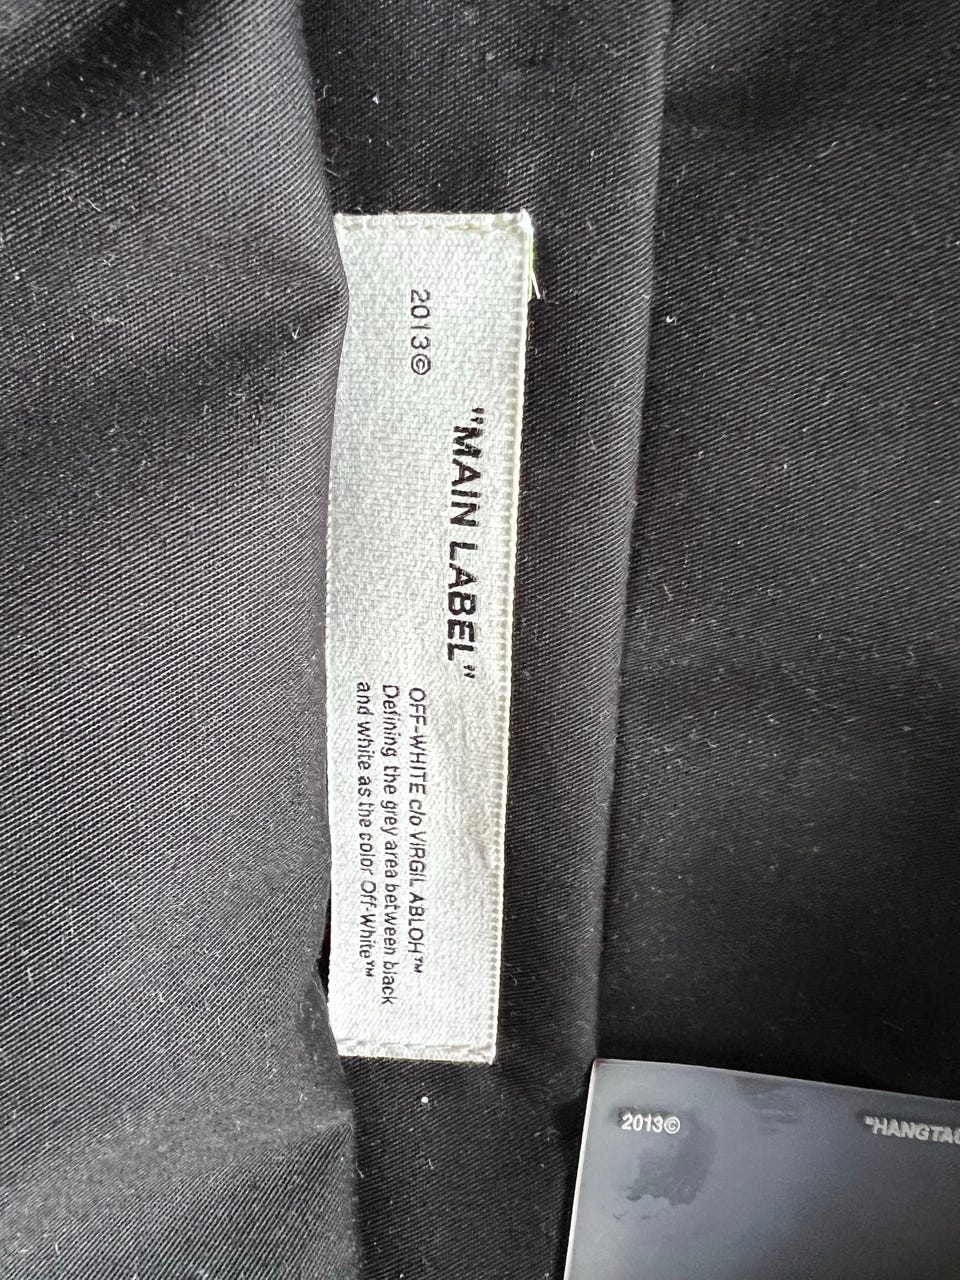 2013©
"MAIN LABEL"
OFF-WHITE c/o VIRGIL ABLOH™
Defining the grey area between black
and white as the color Off-White™
2013©
"HANGTAG